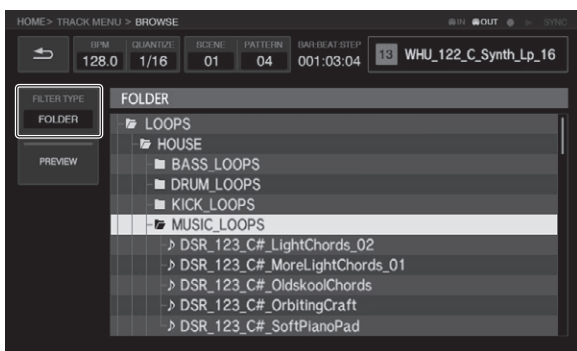 HOME> TRACK MENU > BROWSE
IN OUT SYNC
BPM QUANTIZE SCENE PATTERN BAR:BEAT:STEP
128.0 1/16 01 04 001:03:04
13 WHU_122_C_Synth_Lp_16
FILTER TYPE
FOLDER
PREVIEW
FOLDER
LOOPS
HOUSE
BASS_LOOPS
DRUM_LOOPS
KICK_LOOPS
MUSIC_LOOPS
DSR_123_C#_LightChords_02
DSR_123_C#_MoreLightChords_01
DSR_123_C#_OldskoolChords
DSR_123_C#_OrbitingCraft
DSR_123_C#_SoftPianoPad